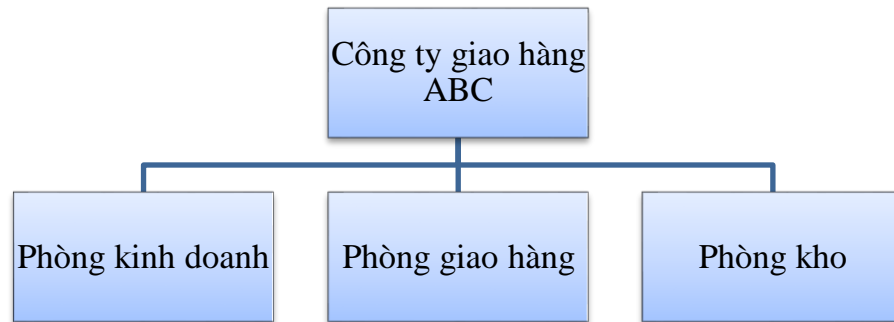 Công ty giao hàng
ABC
Phòng kinh doanh
Phòng giao hàng
Phòng kho